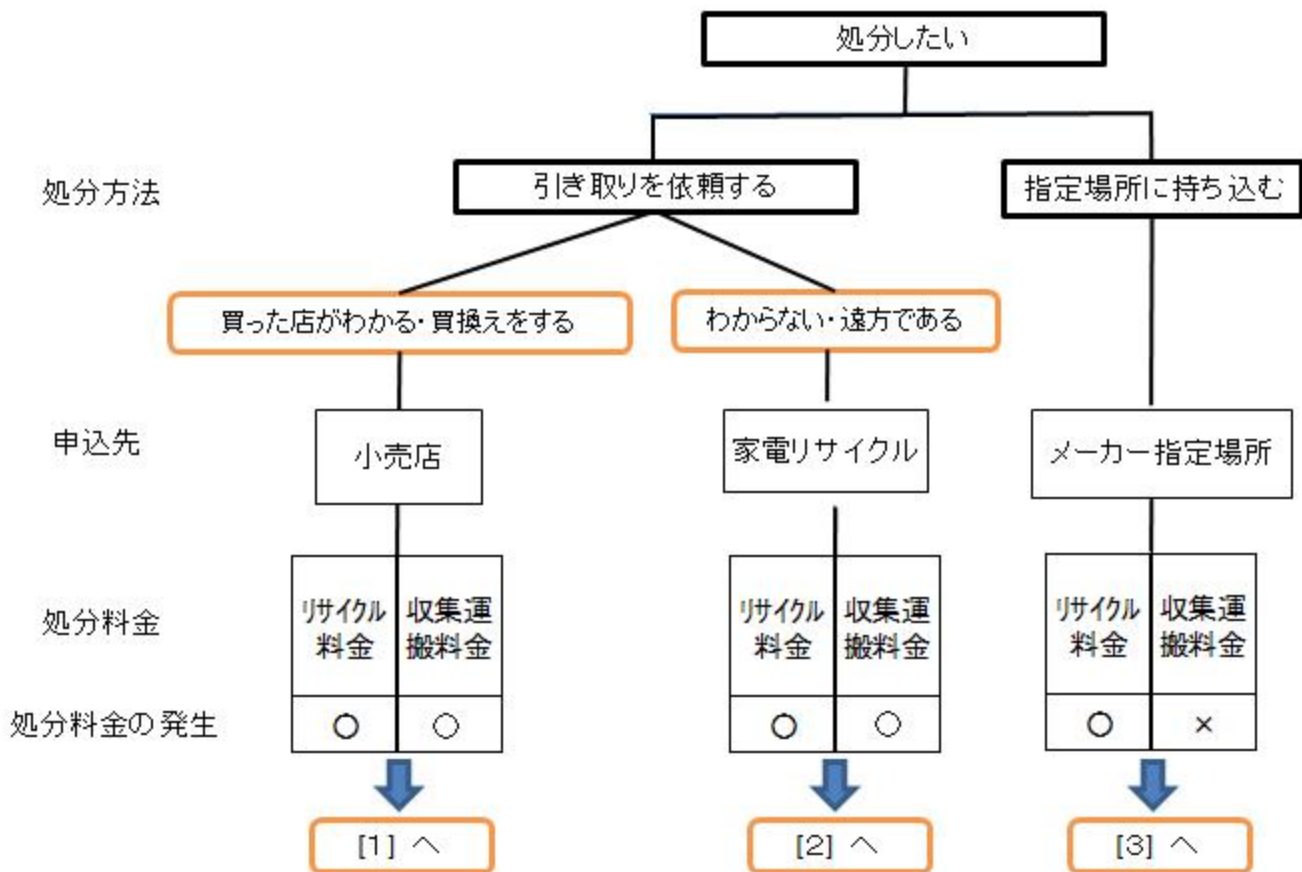 処分したい
処分方法
引き取りを依頼する
指定場所に持ち込む
買った店がわかる・買換えをする
わからない・遠方である
申込先
小売店
家電リサイクル
メーカー指定場所
処分料金
リサイクル
料金
収集運
搬料金
リサイクル
料金
収集運
搬料金
リサイクル
料金
収集運
搬料金
処分料金の発生
○
○
○
○
○
×
[1] へ
[2] へ
[3] へ